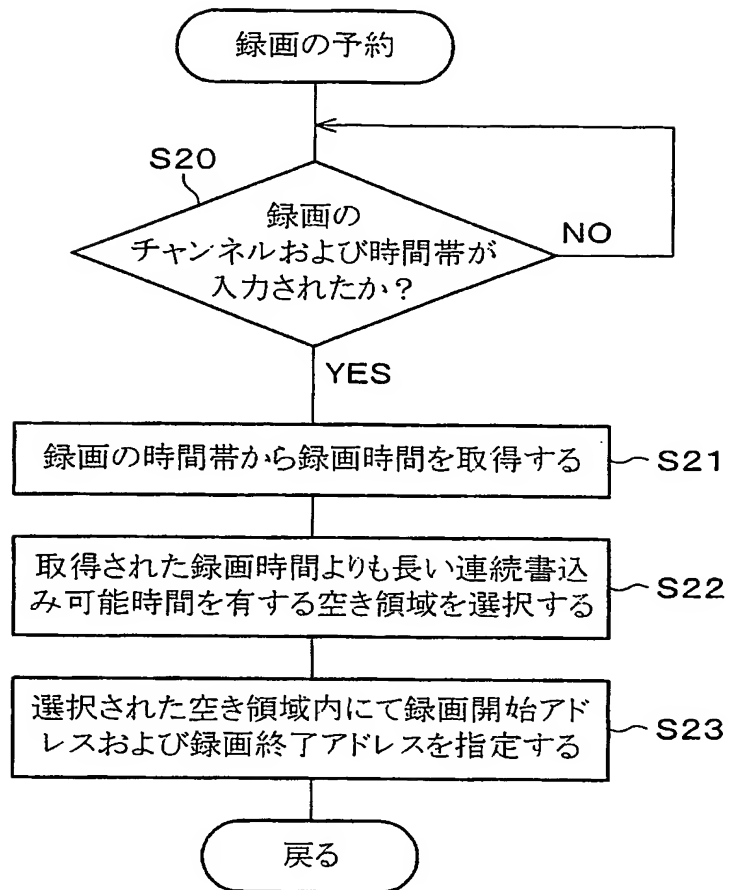 録画の予約
S20
録画の
チャンネルおよび時間帯が
入力されたか？
NO
YES
録画の時間帯から録画時間を取得する
S21
取得された録画時間よりも長い連続書込
み可能時間を有する空き領域を選択する
S22
選択された空き領域内にて録画開始アド
レスおよび録画終了アドレスを指定する
S23
戻る